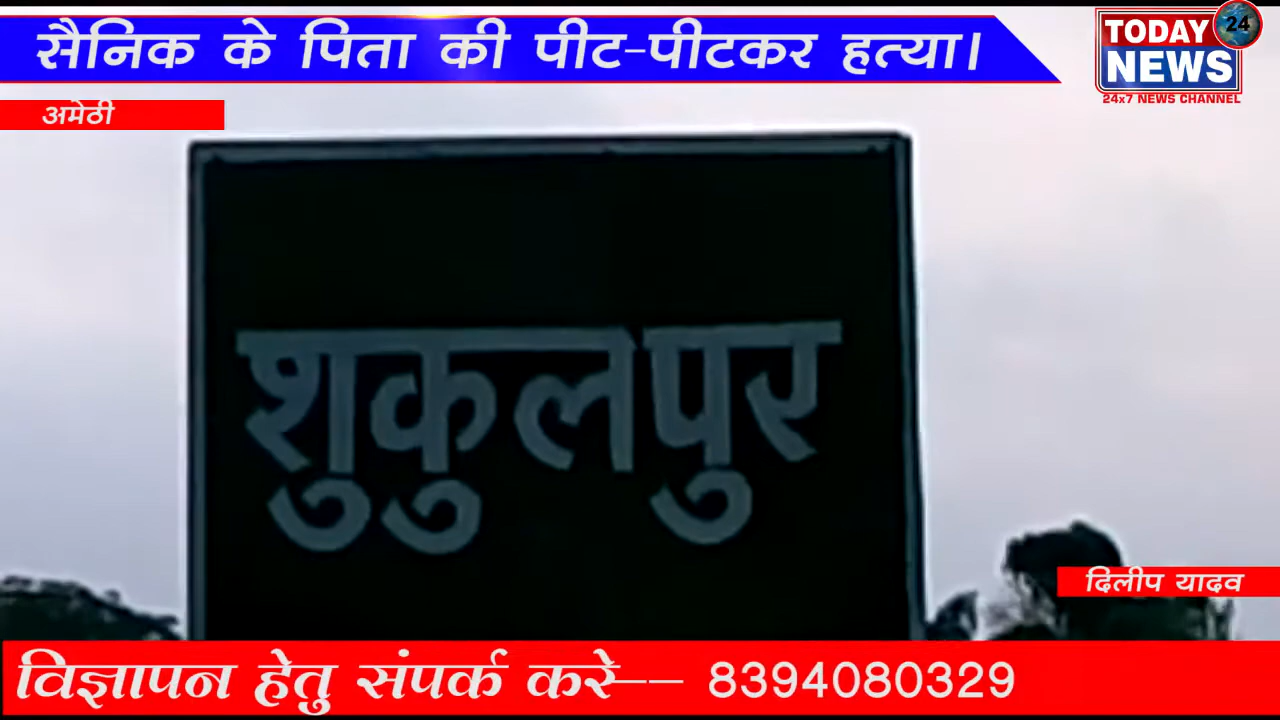 सैनिक के पिता की पीट-पीटकर हत्या।
TODAY 24
NEWS
24x7 NEWS CHANNEL
अमेठी
शुकुलपुर
दिलीप यादव
विज्ञापन हेतु संपर्क करे-- 8394080329